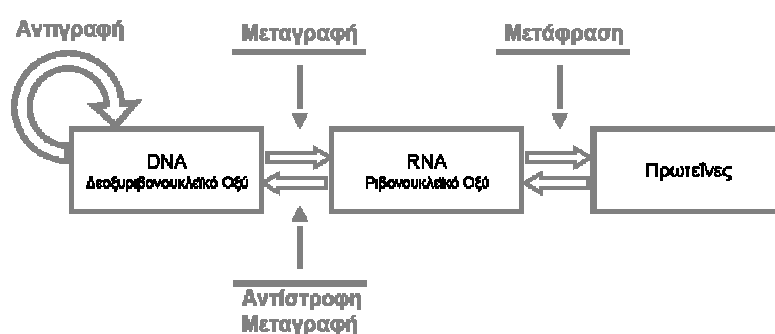 Αντιγραφή
Μεταγραφή
Μετάφραση
DNA
Δεοξυριβονουκλεϊκό Οξύ
RNA
Ριβονουκλεϊκό Οξύ
Πρωτεΐνες
Αντίστροφη
Μεταγραφή